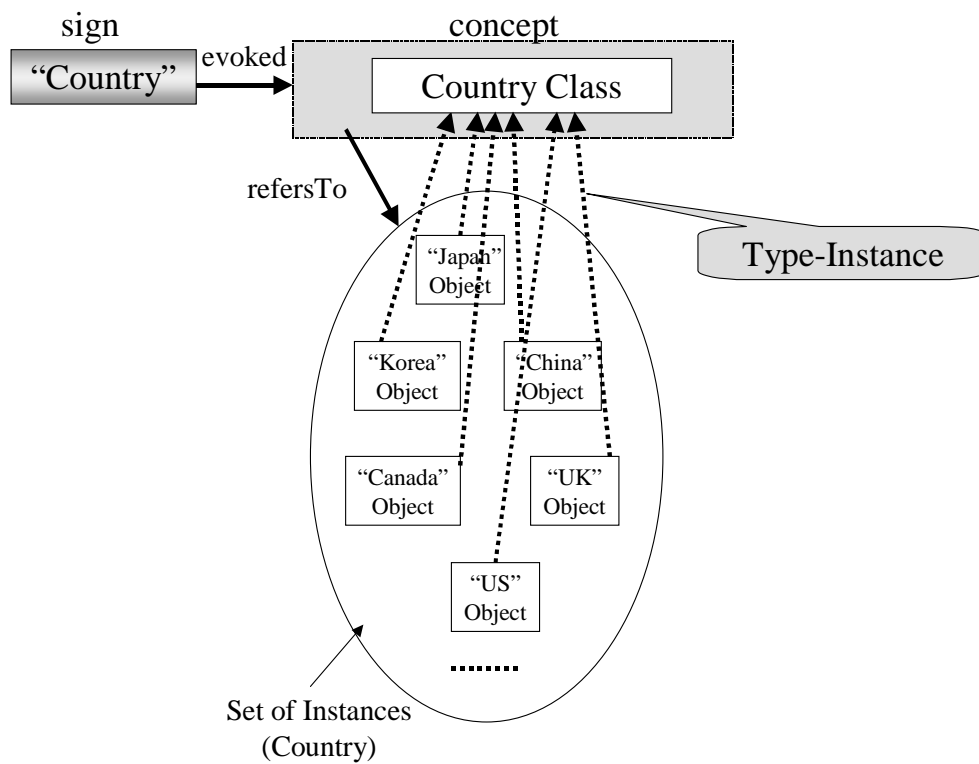 sign
concept
“Country”
evoked
Country Class
refersTo
“Japan”
Object
Type-Instance
“Korea”
Object
“China”
Object
“Canada”
Object
“UK”
Object
“US”
Object
Set of Instances
(Country)